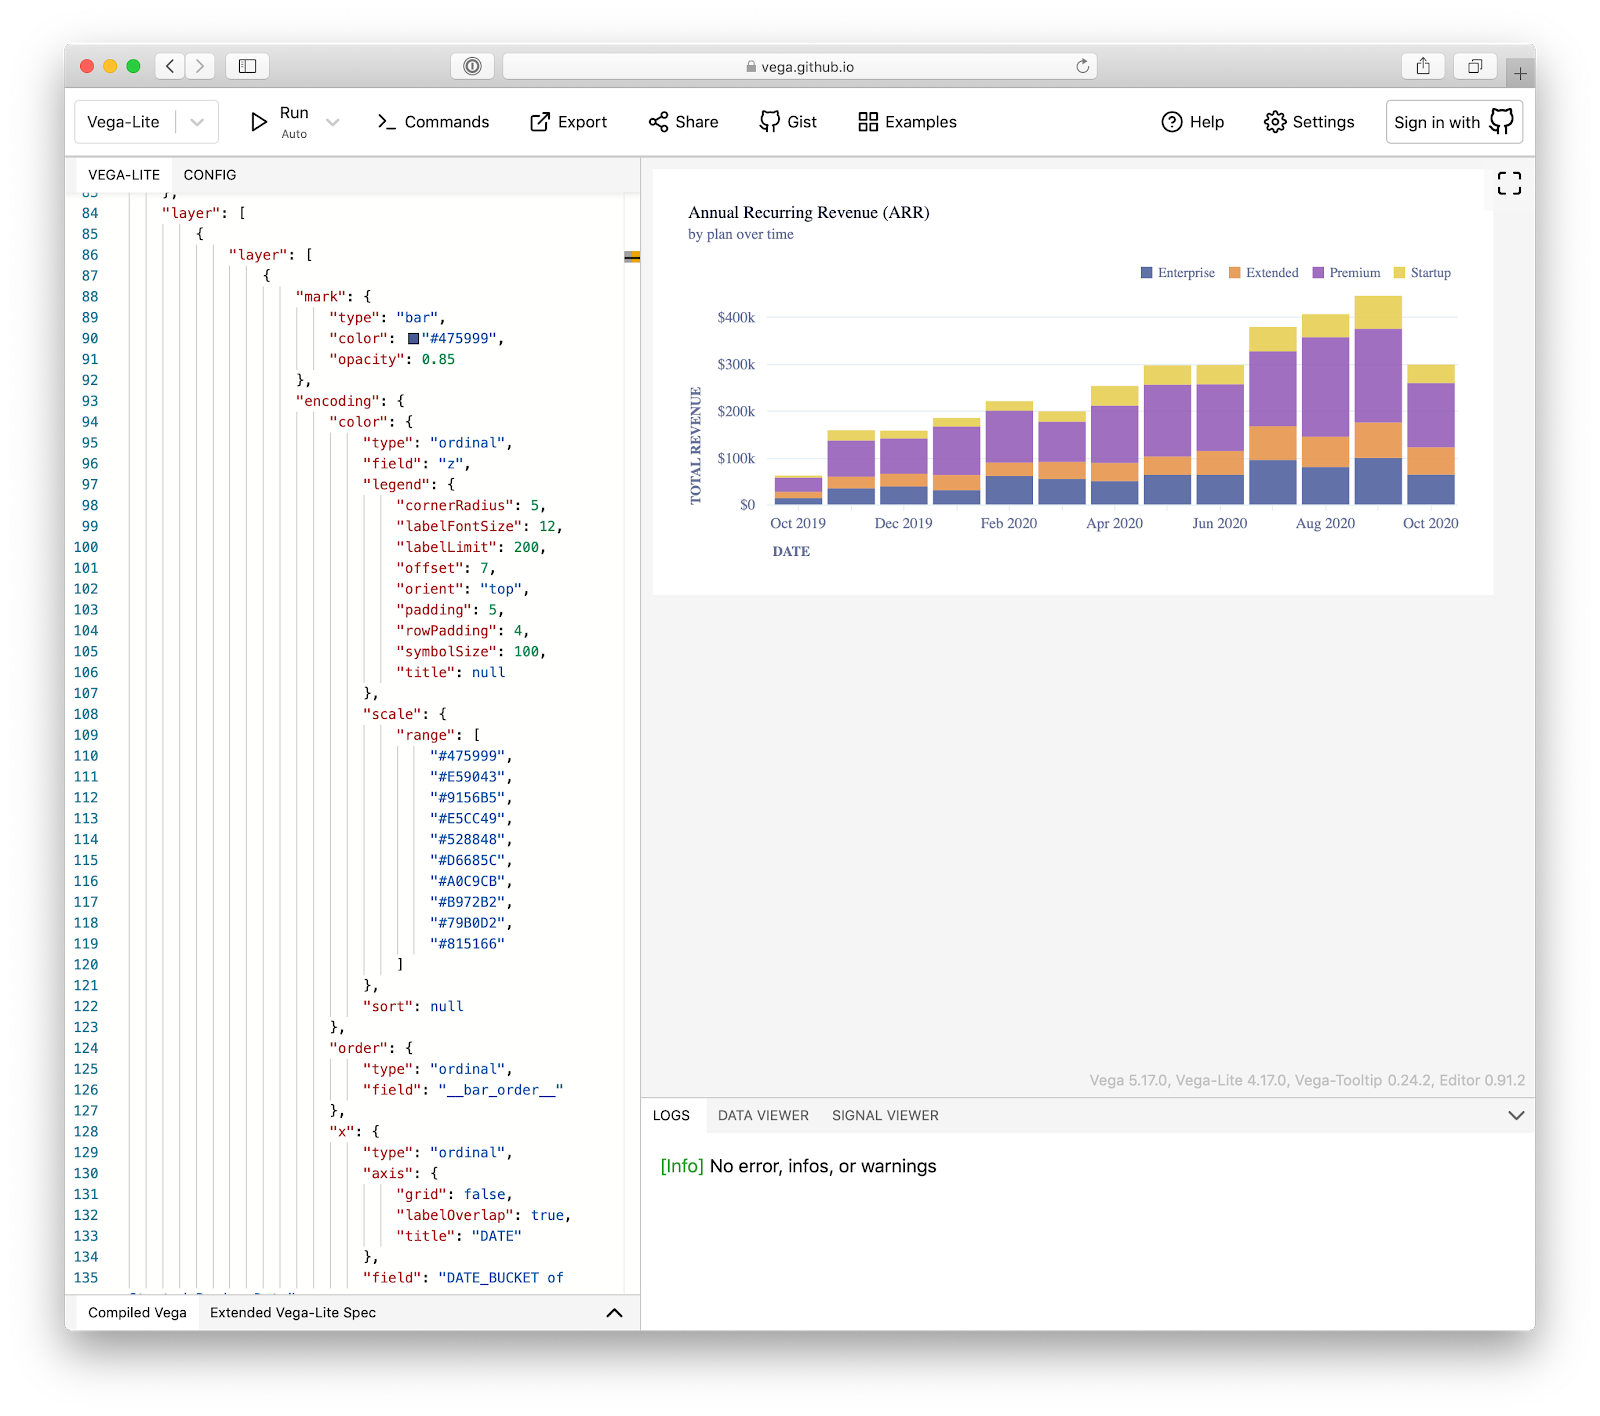 vega.github.io
Vega-Lite
Run
Auto
Commands
Export
Share
Gist
Examples
Help
Settings
Sign in with
VEGA-LITE
CONFIG
},
84 "layer": [
85 {
86 "layer": [
87 {
88 "mark": {
89 "type": "bar",
90 "color": "#475999",
91 "opacity": 0.85
92 },
93 "encoding": {
94 "color": {
95 "type": "ordinal",
96 "field": "z",
97 "legend": {
98 "cornerRadius": 5,
99 "labelFontSize": 12,
100 "labelLimit": 200,
101 "offset": 7,
102 "orient": "top",
103 "padding": 5,
104 "rowPadding": 4,
105 "symbolSize": 100,
106 "title": null
107 },
108 "scale": {
109 "range": [
110 "#475999",
111 "#E59043",
112 "#9156B5",
113 "#E5CC49",
114 "#528848",
115 "#D6685C",
116 "#A0C9CB",
117 "#B972B2",
118 "#79B0D2",
119 "#815166"
120 ]
121 },
122 "sort": null
123 },
124 "order": {
125 "type": "ordinal",
126 "field": "__bar_order__"
127 },
128 "x": {
129 "type": "ordinal",
130 "axis": {
131 "grid": false,
132 "labelOverlap": true,
133 "title": "DATE"
134 },
135 "field": "DATE_BUCKET of
Compiled Vega
Extended Vega-Lite Spec
Annual Recurring Revenue (ARR)
by plan over time
Enterprise
Extended
Premium
Startup
$400k
$300k
$200k
$100k
$0
TOTAL REVENUE
Oct 2019
Dec 2019
Feb 2020
Apr 2020
Jun 2020
Aug 2020
Oct 2020
DATE
Vega 5.17.0, Vega-Lite 4.17.0, Vega-Tooltip 0.24.2, Editor 0.91.2
LOGS
DATA VIEWER
SIGNAL VIEWER
[Info] No error, infos, or warnings